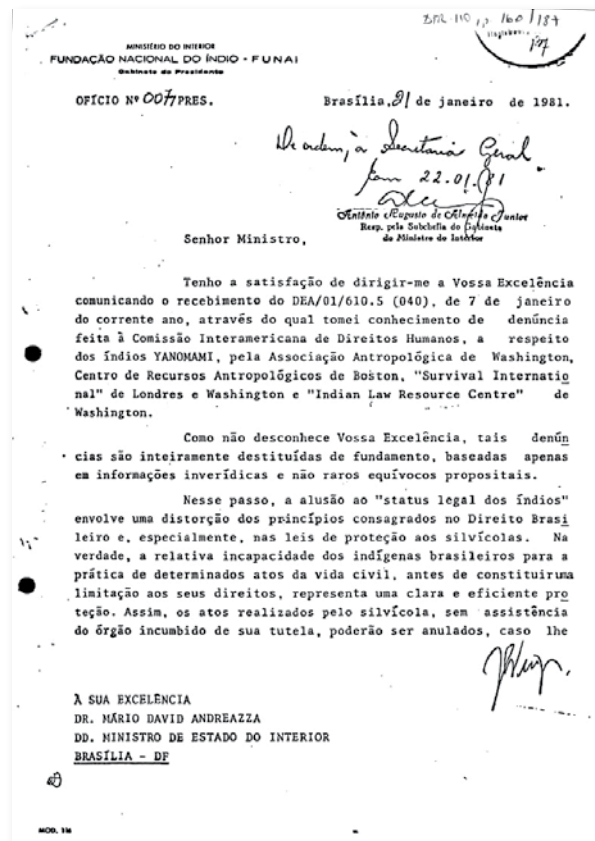 BDR-110 p 160/187
MINISTÉRIO DO INTERIOR
FUNDAÇÃO NACIONAL DO ÍNDIO - FUNAI
Gabinete do Presidente
OFÍCIO Nº 007/PRES.
Brasília, 21 de janeiro de 1981.
De ordem, à Secretaria Geral
em 22.01.81
Antônio Augusto de Almeida Junior
Resp. pela Subchefia do Gabinete
do Ministro do Interior
Senhor Ministro,
Tenho a satisfação de dirigir-me a Vossa Excelência
comunicando o recebimento do DEA/01/610.5 (040), de 7 de janeiro
do corrente ano, através do qual tomei conhecimento de denúncia
feita à Comissão Interamericana de Direitos Humanos, a respeito
dos índios YANOMAMI, pela Associação Antropológica de Washington,
Centro de Recursos Antropológicos de Boston, "Survival Internatio
nal" de Londres e Washington e "Indian Law Resource Centre" de
Washington.
Como não desconhece Vossa Excelência, tais denún
cias são inteiramente destituídas de fundamento, baseadas apenas
em informações inverídicas e não raros equívocos propositais.
Nesse passo, a alusão ao "status legal dos índios"
envolve uma distorção dos princípios consagrados no Direito Brasi
leiro e, especialmente, nas leis de proteção aos silvícolas. Na
verdade, a relativa incapacidade dos indígenas brasileiros para a
prática de determinados atos da vida civil, antes de constituiruma
limitação aos seus direitos, representa uma clara e eficiente pro
teção. Assim, os atos realizados pelo silvícola, sem assistência
do órgão incumbido de sua tutela, poderão ser anulados, caso lhe
À SUA EXCELÊNCIA
DR. MÁRIO DAVID ANDREAZZA
DD. MINISTRO DE ESTADO DO INTERIOR
BRASÍLIA - DF
MOD. 136